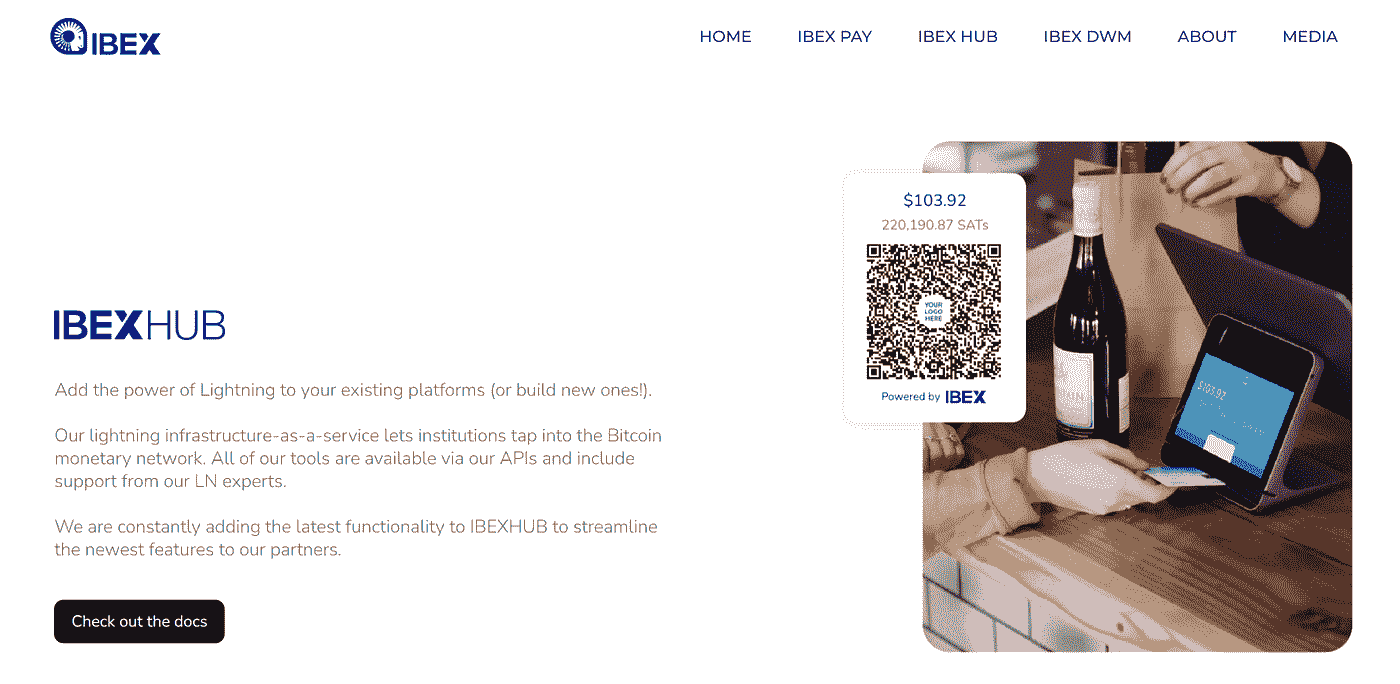 IBEX
HOME
IBEX PAY
IBEX HUB
IBEX DWM
ABOUT
MEDIA
$103.92
220,190.87 SATs
YOUR
LOGO
HERE
Powered by IBEX
$103.92
IBEXHUB
Add the power of Lightning to your existing platforms (or build new ones!).
Our lightning infrastructure-as-a-service lets institutions tap into the Bitcoin
monetary network. All of our tools are available via our APIs and include
support from our LN experts.
We are constantly adding the latest functionality to IBEXHUB to streamline
the newest features to our partners.
Check out the docs